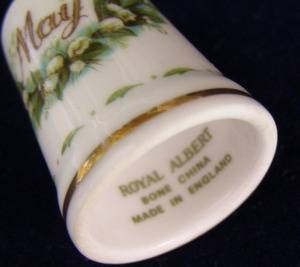 May
ROYAL ALBERT
BONE CHINA
MADE IN ENGLAND